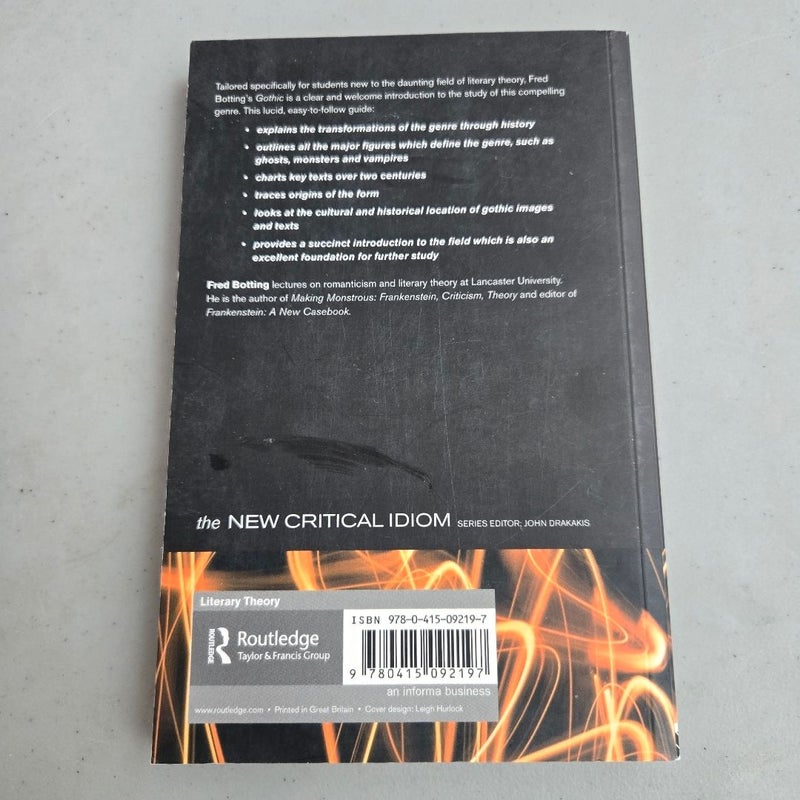 Tailored specifically for students new to the daunting field of literary theory, Fred
Botting's Gothic is a clear and welcome introduction to the study of this compelling
genre. This lucid, easy-to-follow guide:
• explains the transformations of the genre through history
• outlines all the major figures which define the genre, such as
ghosts, monsters and vampires
• charts key texts over two centuries
• traces origins of the form
• looks at the cultural and historical location of gothic images
and texts
• provides a succinct introduction to the field which is also an
excellent foundation for further study
Fred Botting lectures on romanticism and literary theory at Lancaster University.
He is the author of Making Monstrous: Frankenstein, Criticism, Theory and editor of
Frankenstein: A New Casebook.
the NEW CRITICAL IDIOM SERIES EDITOR: JOHN DRAKAKIS
Literary Theory
ROUTLEDGE
Routledge
Taylor & Francis Group
ISBN 978-0-415-09219-7
9 780415 092197
an informa business
www.routledge.com • Printed in Great Britain • Cover design: Leigh Hurlock